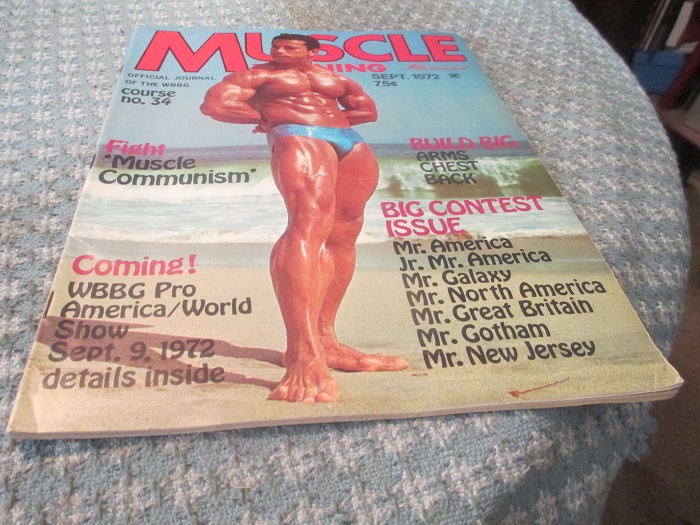 MUSCLE
OFFICIAL JOURNAL
OF THE WBBG
course
no. 34
SEPT. 1972
75¢
Fight
"Muscle
Communism"
BUILD BIG
ARMS
CHEST
BACK
BIG CONTEST
ISSUE
Mr. America
Jr. Mr. America
Mr. Galaxy
Mr. North America
Mr. Great Britain
Mr. Gotham
Mr. New Jersey
Coming!
WBBG Pro
America/World
Show
Sept. 9, 1972
details inside